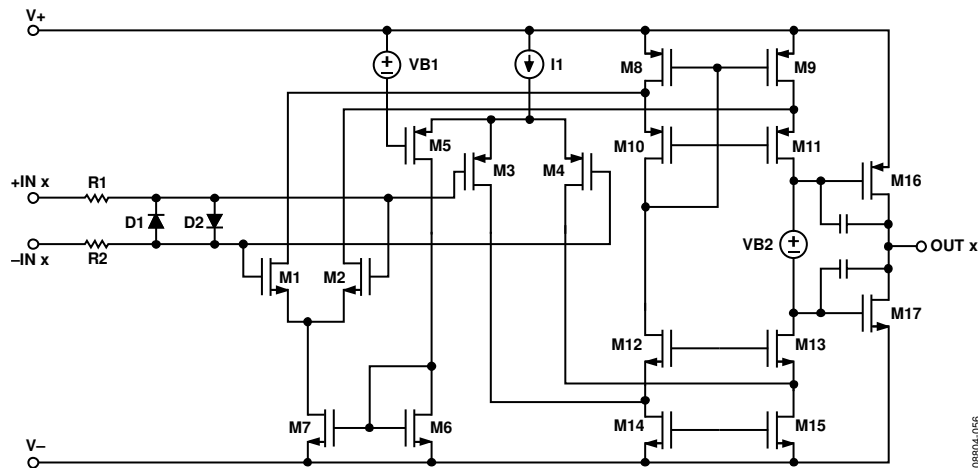 V+
VB1
I1
M8
M9
M5
M10
M11
M3
M4
+IN x
R1
M16
D1
D2
VB2
OUT x
–IN x
R2
M1
M2
M17
M12
M13
M7
M6
M14
M15
V–
08804-056